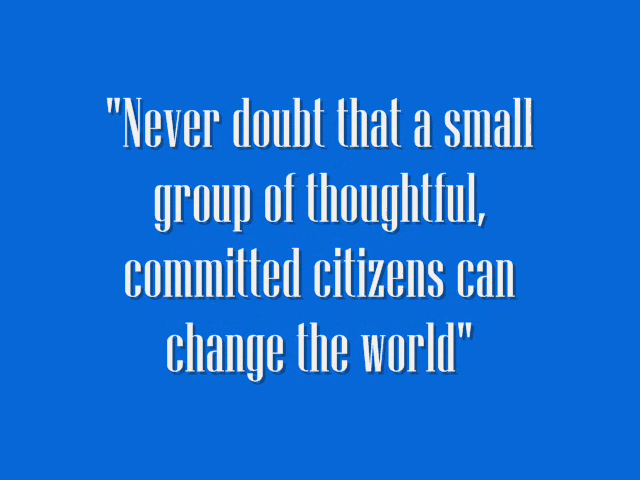 "Never doubt that a small
group of thoughtful,
committed citizens can
change the world"